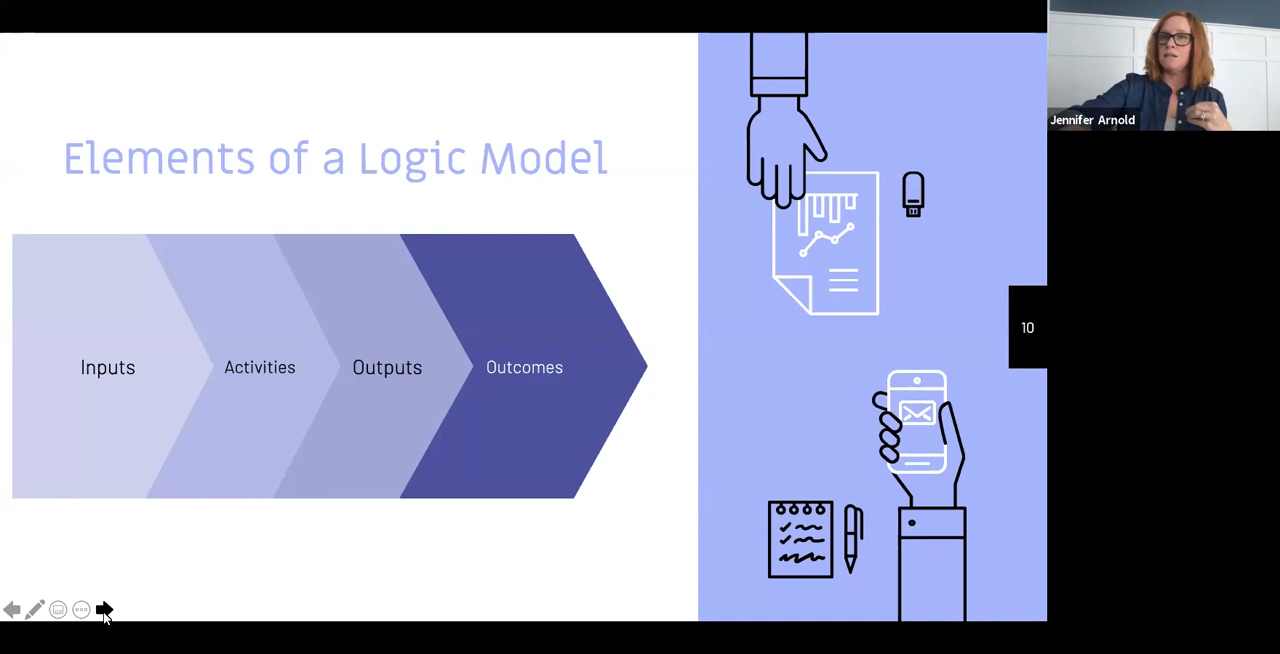 Elements of a Logic Model
Inputs
Activities
Outputs
Outcomes
10
Jennifer Arnold